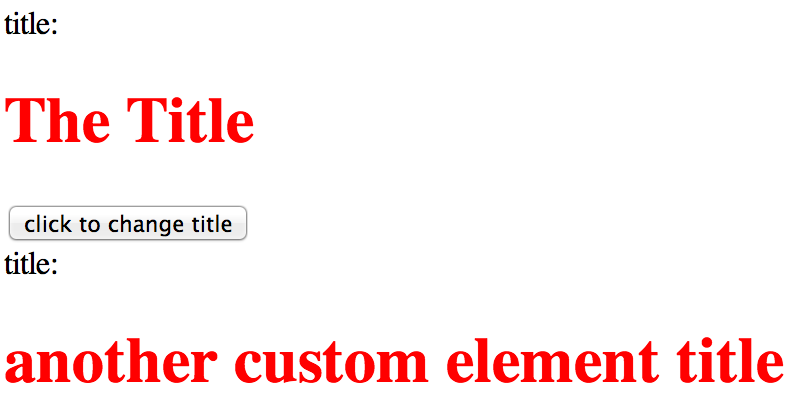 title:
The Title
click to change title
title:
another custom element title